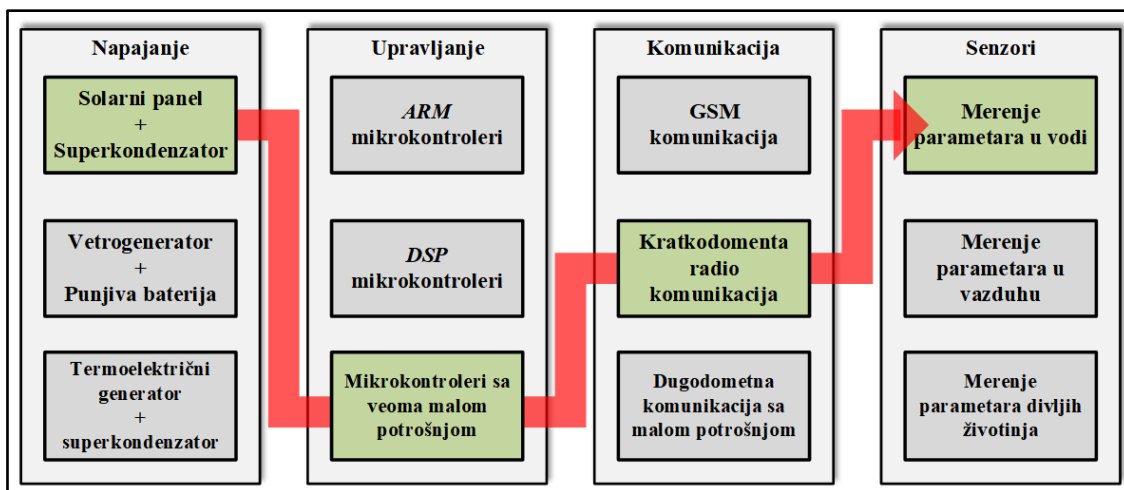 Napajanje
Solarni panel
+
Superkondenzator
Vetrogenerator
+
Punjiva baterija
Termoelektrični
generator
+
superkondenzator
Upravljanje
ARM
mikrokontroleri
DSP
mikrokontroleri
Mikrokontroleri sa
veoma malom
potrošnjom
Komunikacija
GSM
komunikacija
Kratkodomenta
radio
komunikacija
Dugodometna
komunikacija sa
malom potrošnjom
Senzori
Merenje
parametara u vodi
Merenje
parametara u
vazduhu
Merenje
parametara divljih
životinja